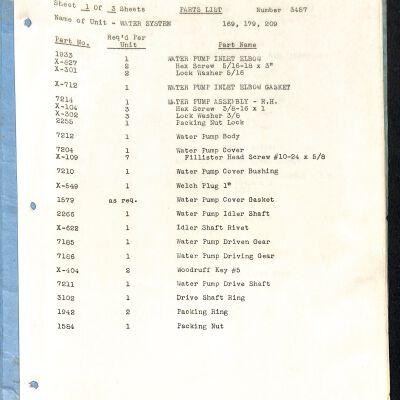 Sheet 1 Of 3 Sheets PARTS LIST Number 3457
Name of Unit - WATER SYSTEM 169, 179, 209
Part No. Req'd Per Unit Part Name
1933 1 WATER PUMP INLET ELBOW
X-827 2 Hex Screw 5/16-18 x 3"
X-301 2 Lock Washer 5/16
X-712 1 WATER PUMP INLET ELBOW GASKET
7214 1 WATER PUMP ASSEMBLY - R.H.
X-104 3 Hex Screw 3/8-16 x 1
X-302 3 Lock Washer 3/8
2255 1 Packing Nut Lock
7212 1 Water Pump Body
7204 1 Water Pump Cover
X-109 7 Fillister Head Screw #10-24 x 5/8
7210 1 Water Pump Cover Bushing
X-549 1 Welch Plug 1"
1579 as req. Water Pump Cover Gasket
2266 1 Water Pump Idler Shaft
X-622 1 Idler Shaft Rivet
7185 1 Water Pump Driven Gear
7186 1 Water Pump Driving Gear
X-404 2 Woodruff Key #5
7211 1 Water Pump Drive Shaft
3102 1 Drive Shaft Ring
1942 2 Packing Ring
1584 1 Packing Nut